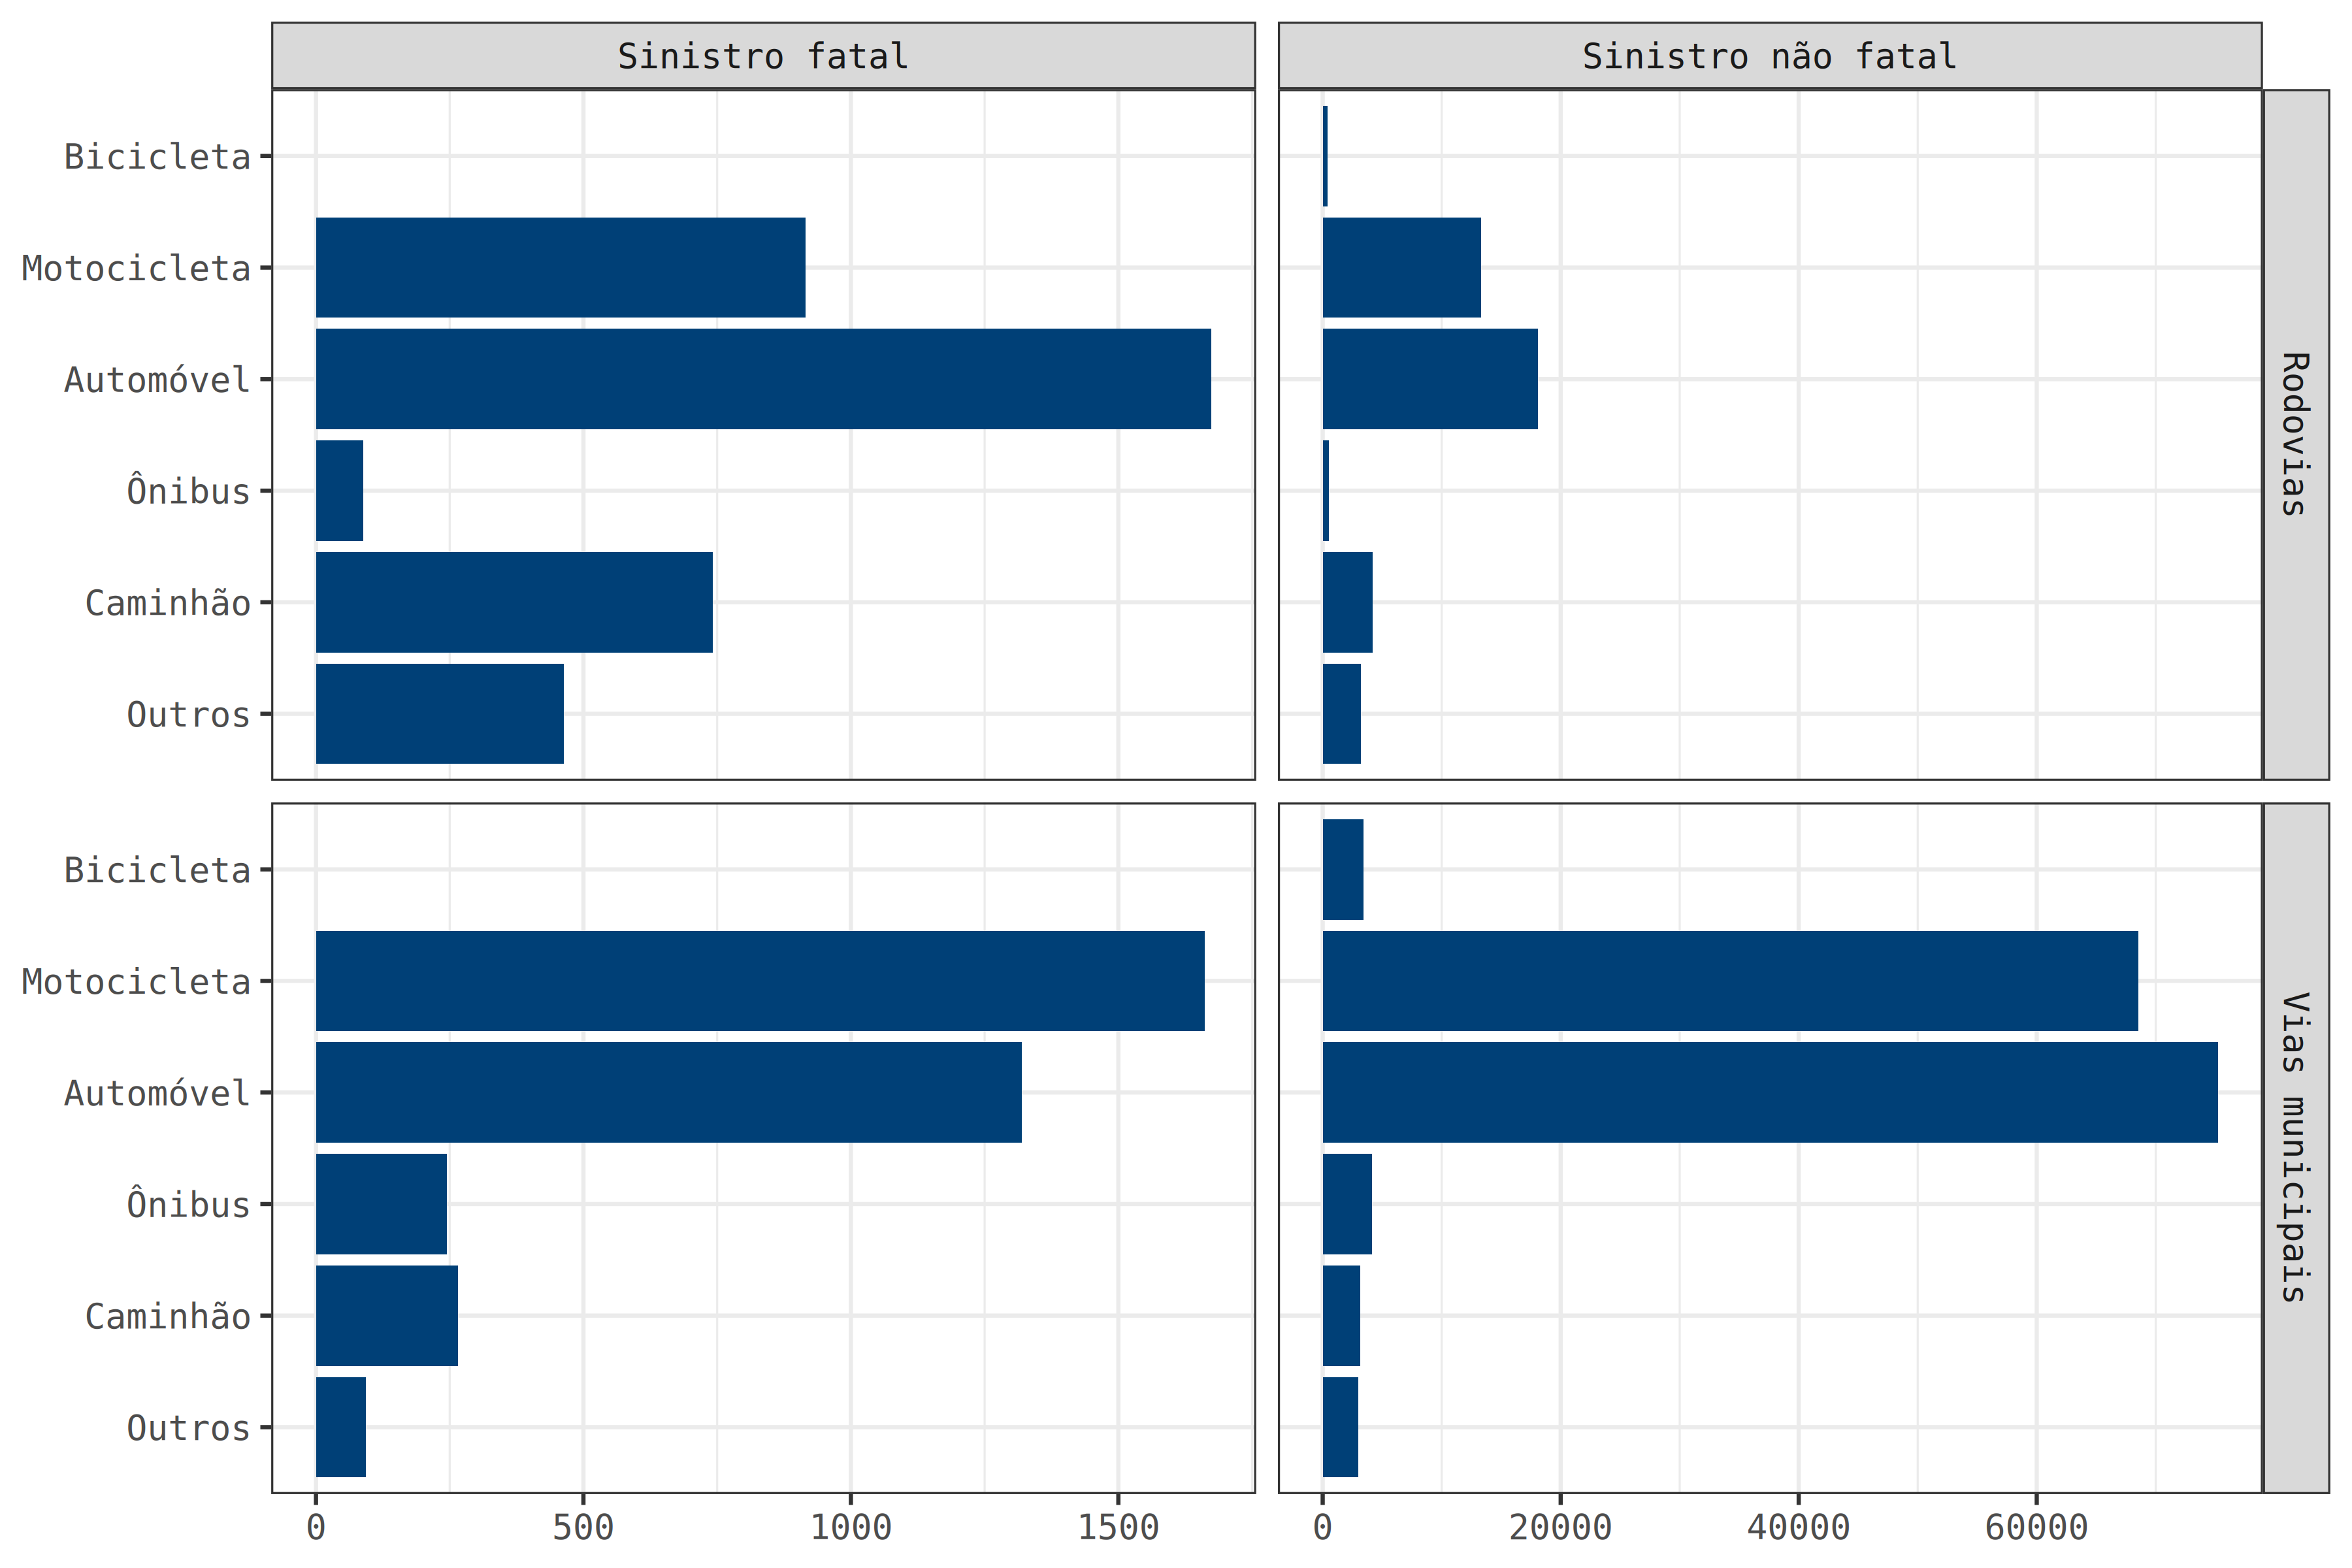 Sinistro fatal
Sinistro não fatal
Bicicleta
Motocicleta
Automóvel
Ônibus
Caminhão
Outros
Rodovias
Bicicleta
Motocicleta
Automóvel
Ônibus
Caminhão
Outros
Vias municipais
0 500 1000 1500
0 20000 40000 60000